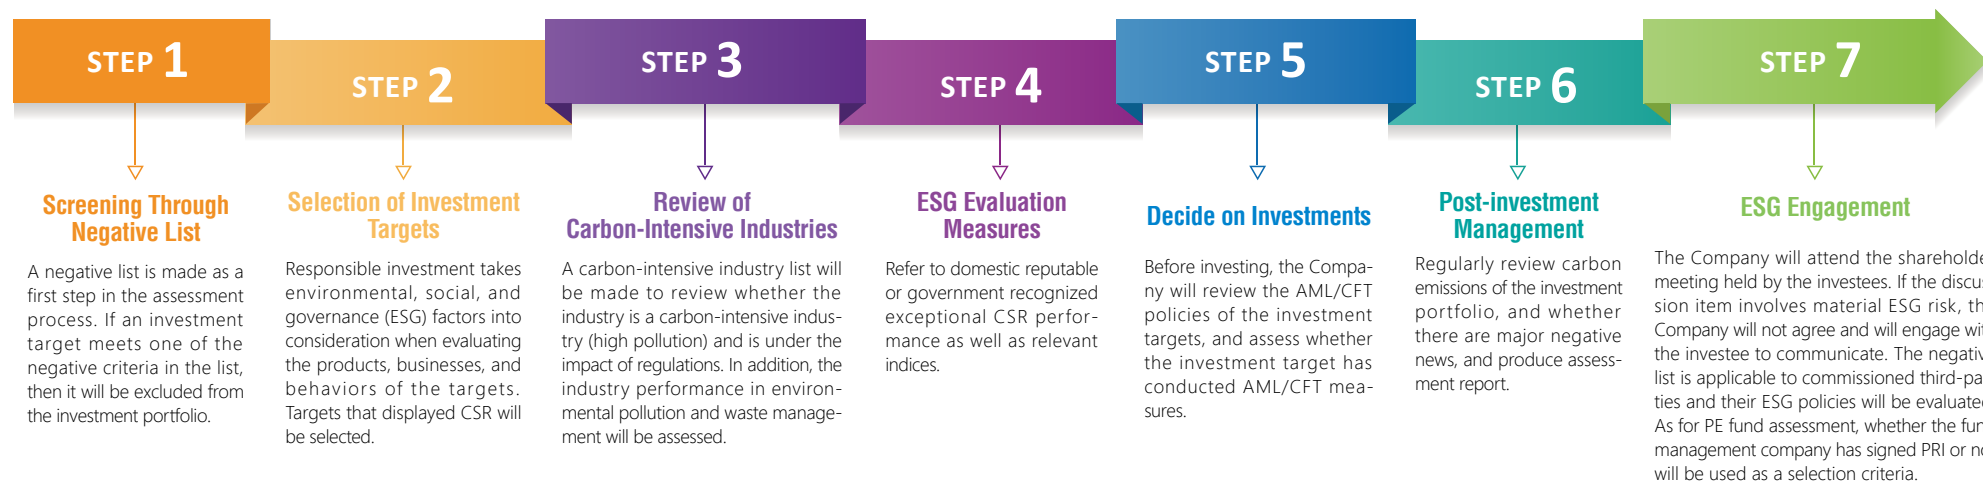 STEP 1
STEP 2
STEP 3
STEP 4
STEP 5
STEP 6
STEP 7
Screening Through
Negative List
A negative list is made as a
first step in the assessment
process. If an investment
target meets one of the
negative criteria in the list,
then it will be excluded from
the investment portfolio.
Selection of Investment
Targets
Responsible investment takes
environmental, social, and
governance (ESG) factors into
consideration when evaluating
the products, businesses, and
behaviors of the targets.
Targets that displayed CSR will
be selected.
Review of
Carbon-Intensive Industries
A carbon-intensive industry list will
be made to review whether the
industry is a carbon-intensive indus-
try (high pollution) and is under the
impact of regulations. In addition, the
industry performance in environ-
mental pollution and waste manage-
ment will be assessed.
ESG Evaluation
Measures
Refer to domestic reputable
or government recognized
exceptional CSR perfor-
mance as well as relevant
indices.
Decide on Investments
Before investing, the Compa-
ny will review the AML/CFT
policies of the investment
targets, and assess whether
the investment target has
conducted AML/CFT mea-
sures.
Post-investment
Management
Regularly review carbon
emissions of the investment
portfolio, and whether
there are major negative
news, and produce assess-
ment report.
ESG Engagement
The Company will attend the shareholde
meeting held by the investees. If the discus
sion item involves material ESG risk, th
Company will not agree and will engage wit
the investee to communicate. The negativ
list is applicable to commissioned third-pa
ties and their ESG policies will be evaluated
As for PE fund assessment, whether the fun
management company has signed PRI or no
will be used as a selection criteria.